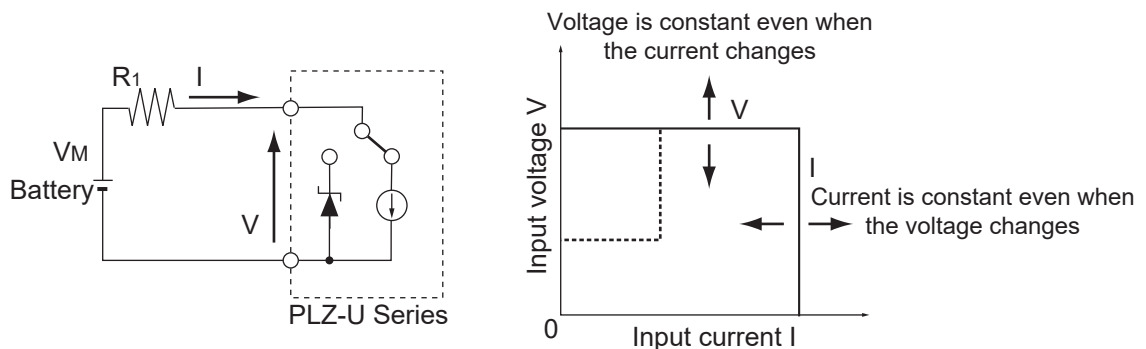 R1
I
VM
Battery
V
PLZ-U Series
Voltage is constant even when
the current changes
V
I
Current is constant even when
the voltage changes
Input voltage V
0
Input current I